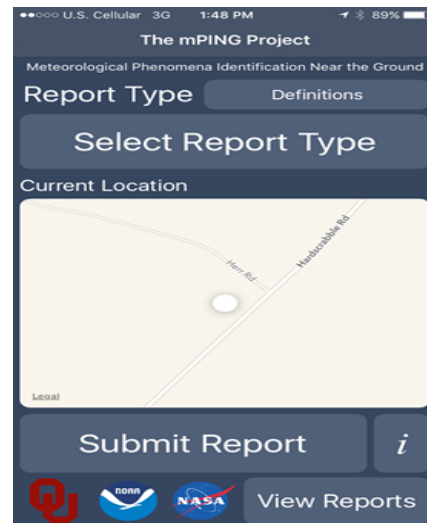 U.S. Cellular 3G 1:48 PM 89%
The mPING Project
Meteorological Phenomena Identification Near the Ground
Report Type Definitions
Select Report Type
Current Location
Herr Rd
Hardscrabble Rd
Legal
Submit Report i
OU NOAA NASA View Reports